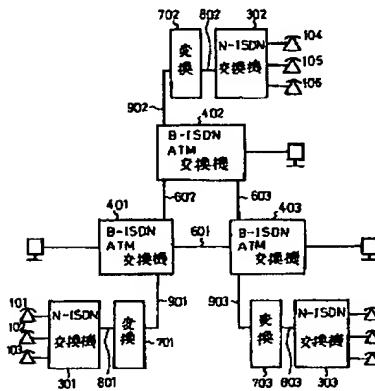 702
802
302
変換
N-ISDN
交換機
104
105
106
902
402
B-ISDN
ATM
交換機
602
603
401
403
B-ISDN
ATM
交換機
601
B-ISDN
ATM
交換機
901
903
101
102
103
N-ISDN
交換機
変換
変換
N-ISDN
交換機
301
801
701
703
803
303